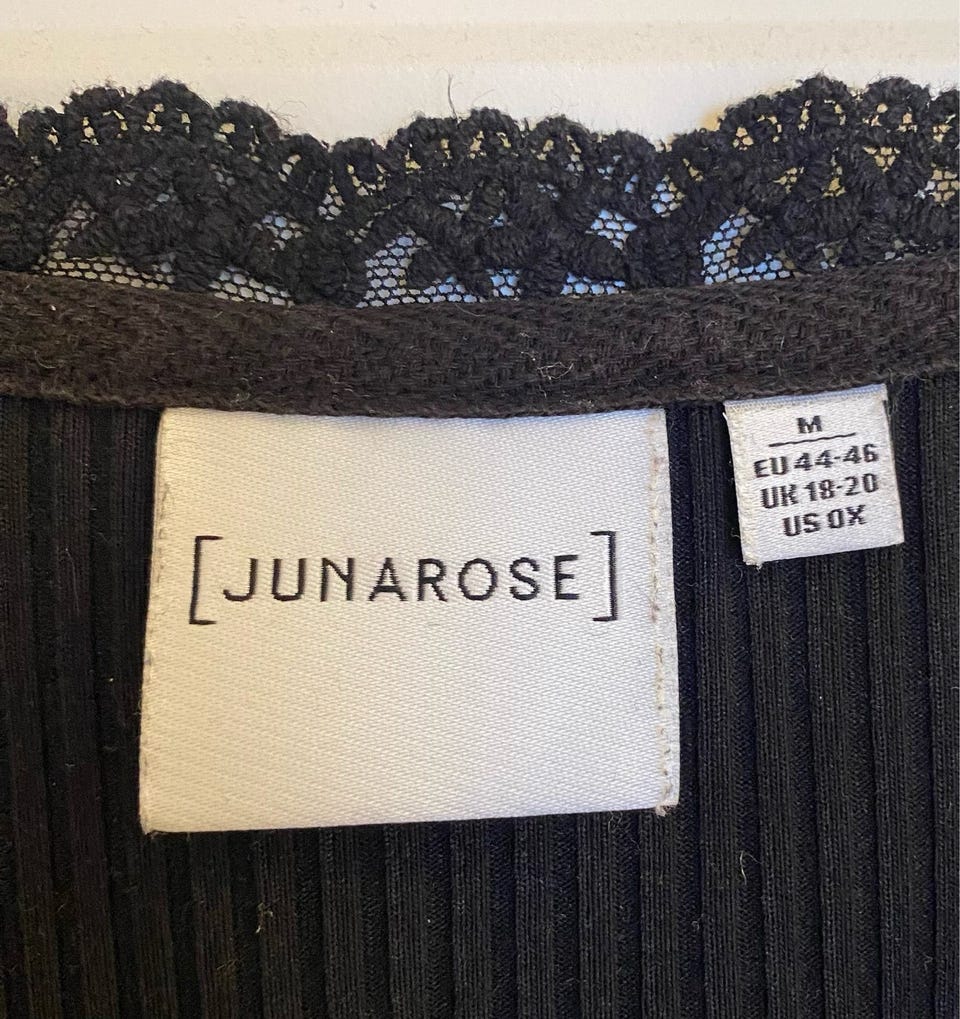 [JUNAROSE]
M
EU 44-46
UK 18-20
US 0X